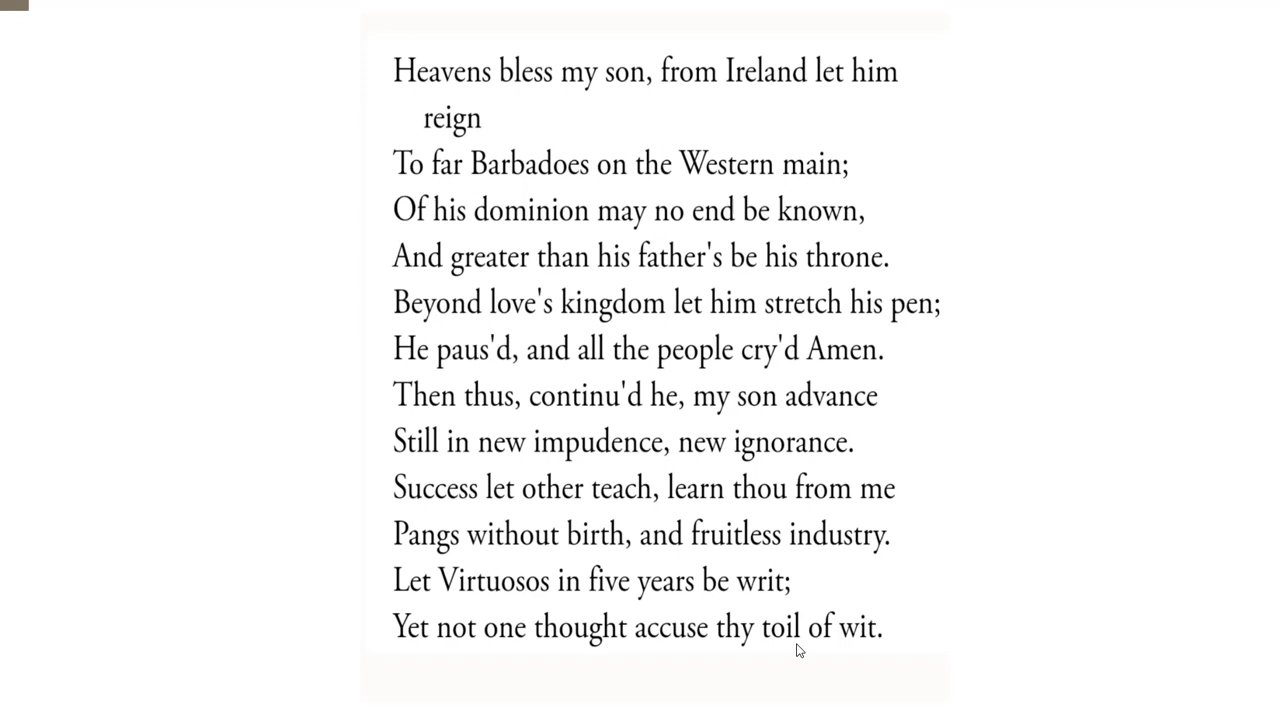 Heavens bless my son, from Ireland let him
reign
To far Barbadoes on the Western main;
Of his dominion may no end be known,
And greater than his father's be his throne.
Beyond love's kingdom let him stretch his pen;
He paus'd, and all the people cry'd Amen.
Then thus, continu'd he, my son advance
Still in new impudence, new ignorance.
Success let other teach, learn thou from me
Pangs without birth, and fruitless industry.
Let Virtuosos in five years be writ;
Yet not one thought accuse thy toil of wit.